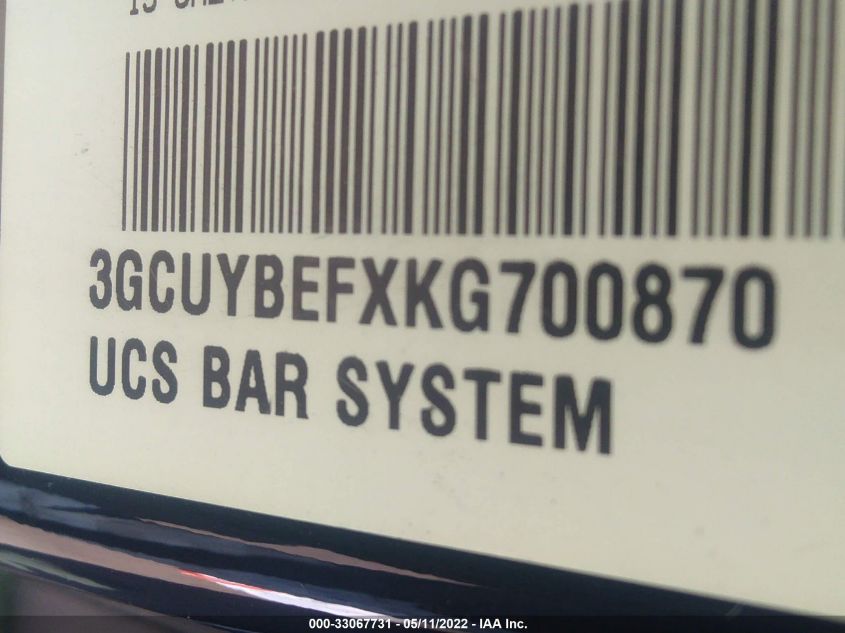 3GCUYBEFXKG700870
UCS BAR SYSTEM
000-33067731 - 05/11/2022 - IAA Inc.